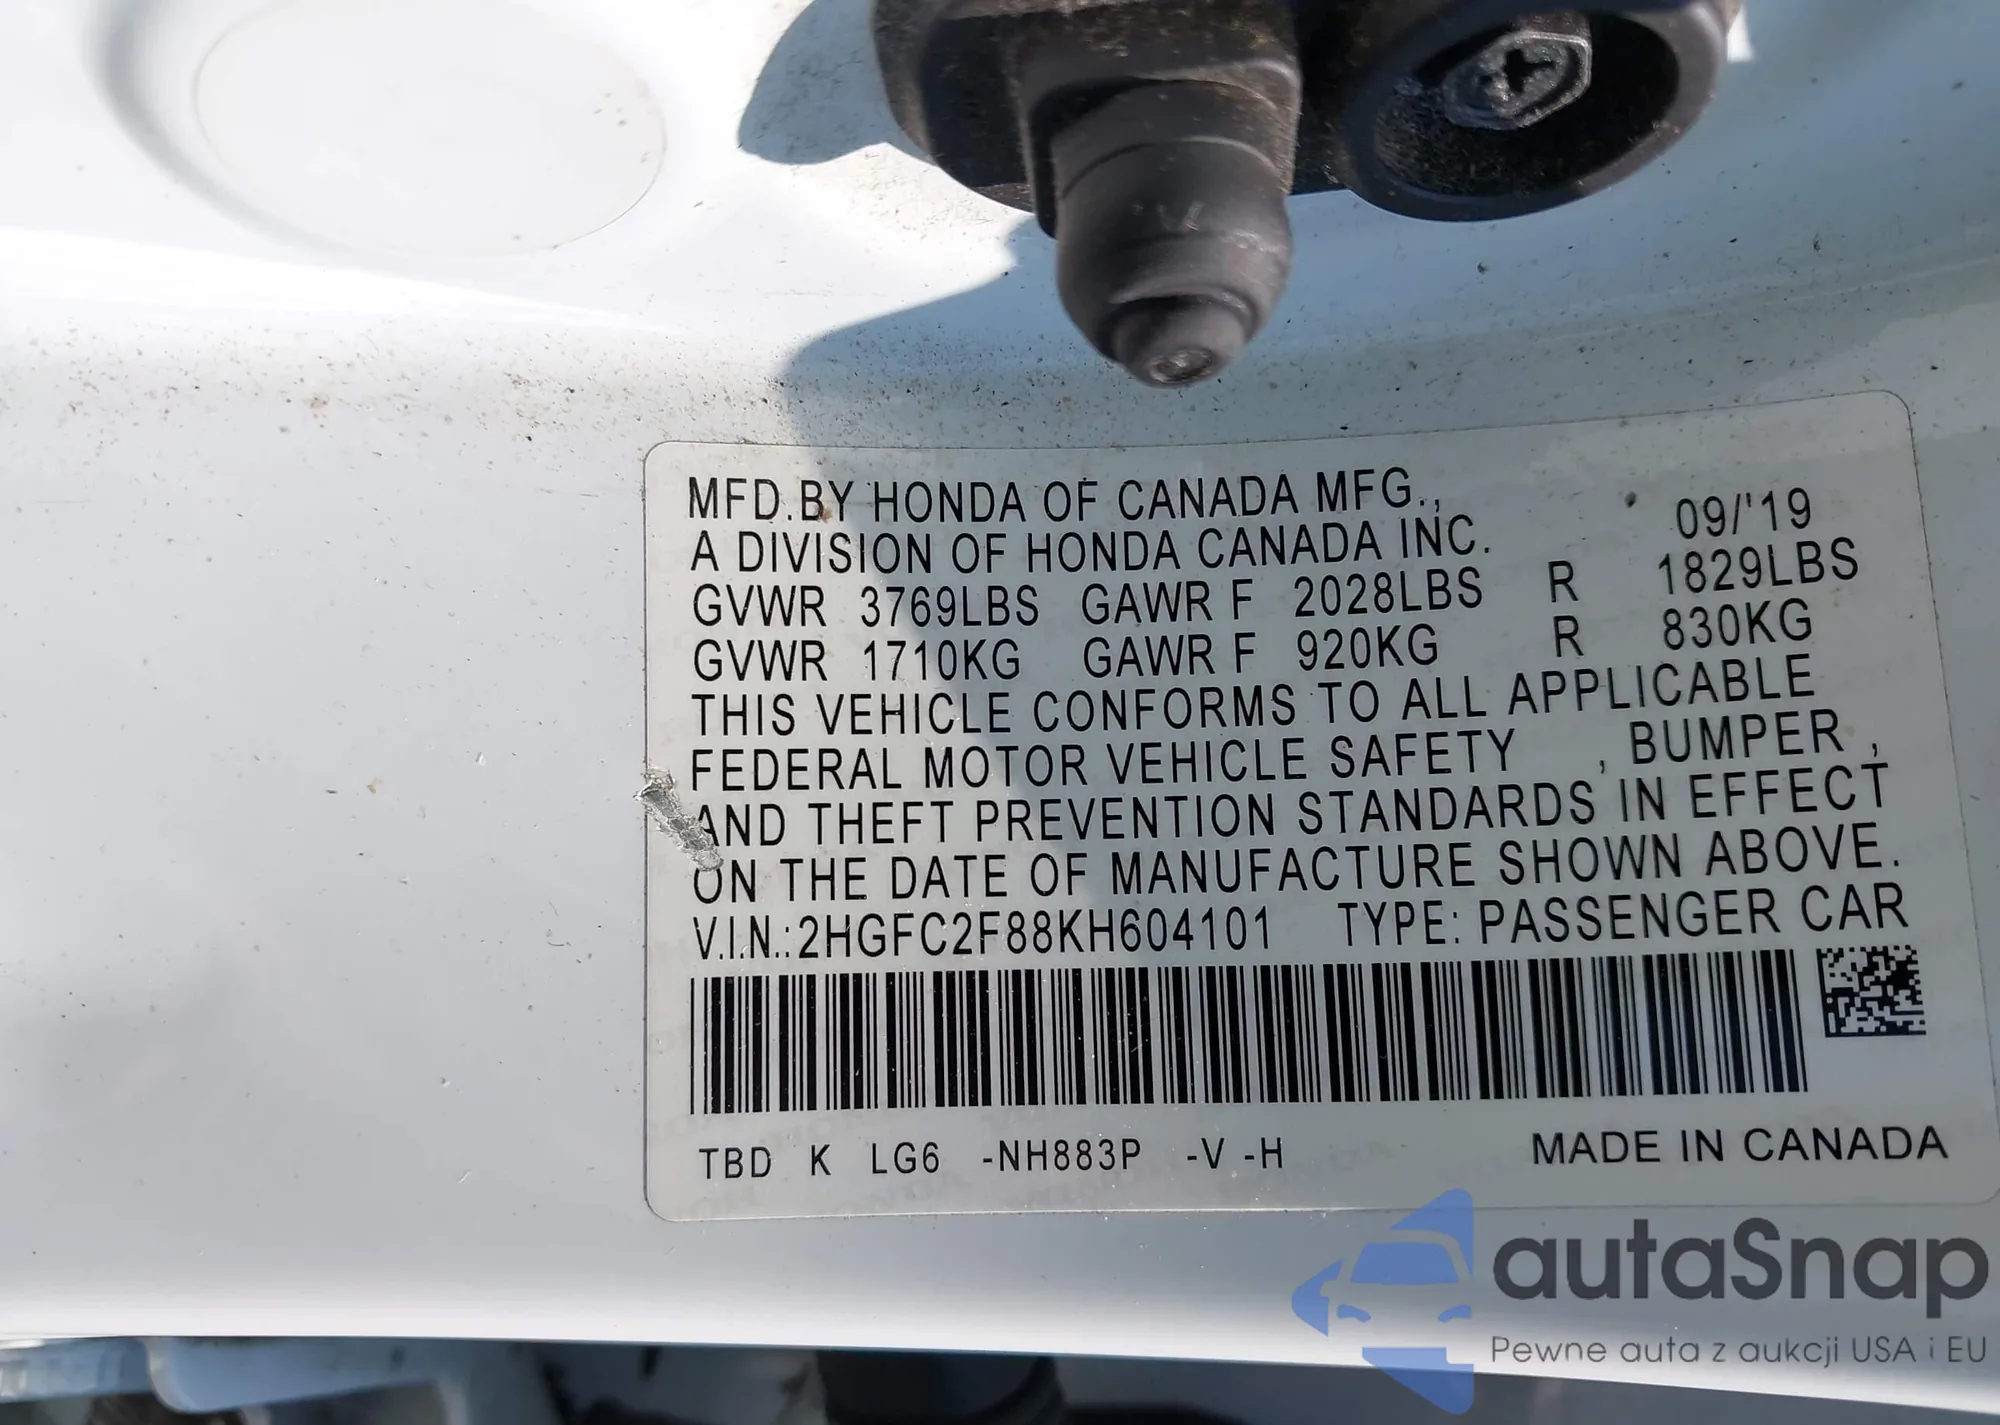 MFD.BY HONDA OF CANADA MFG.,
A DIVISION OF HONDA CANADA INC. 09/'19
GVWR 3769LBS GAWR F 2028LBS R 1829LBS
GVWR 1710KG GAWR F 920KG R 830KG
THIS VEHICLE CONFORMS TO ALL APPLICABLE
FEDERAL MOTOR VEHICLE SAFETY , BUMPER ,
AND THEFT PREVENTION STANDARDS IN EFFECT
ON THE DATE OF MANUFACTURE SHOWN ABOVE.
V.I.N.:2HGFC2F88KH604101 TYPE: PASSENGER CAR
TBD K LG6 -NH883P -V -H MADE IN CANADA
autaSnap
Pewne auta z aukcji USA i EU